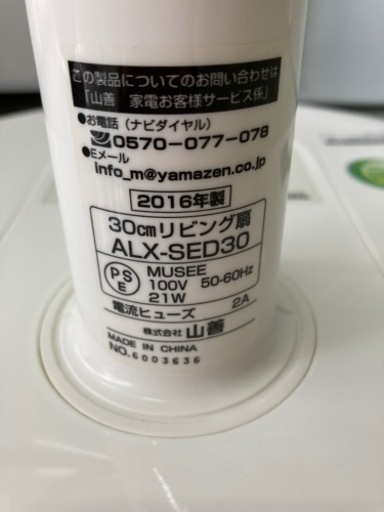 この製品についてのお問い合わせは
「山善 家電お客様サービス係」
●お電話（ナビダイヤル）
0570-077-078
●Eメール
info_m@yamazen.co.jp
2016年製
30cmリビング扇
ALX-SED30
MUSEE
PS
E
100V 50-60Hz
21W
電流ヒューズ 2A
株式会社 山善
MADE IN CHINA
NO.6003636